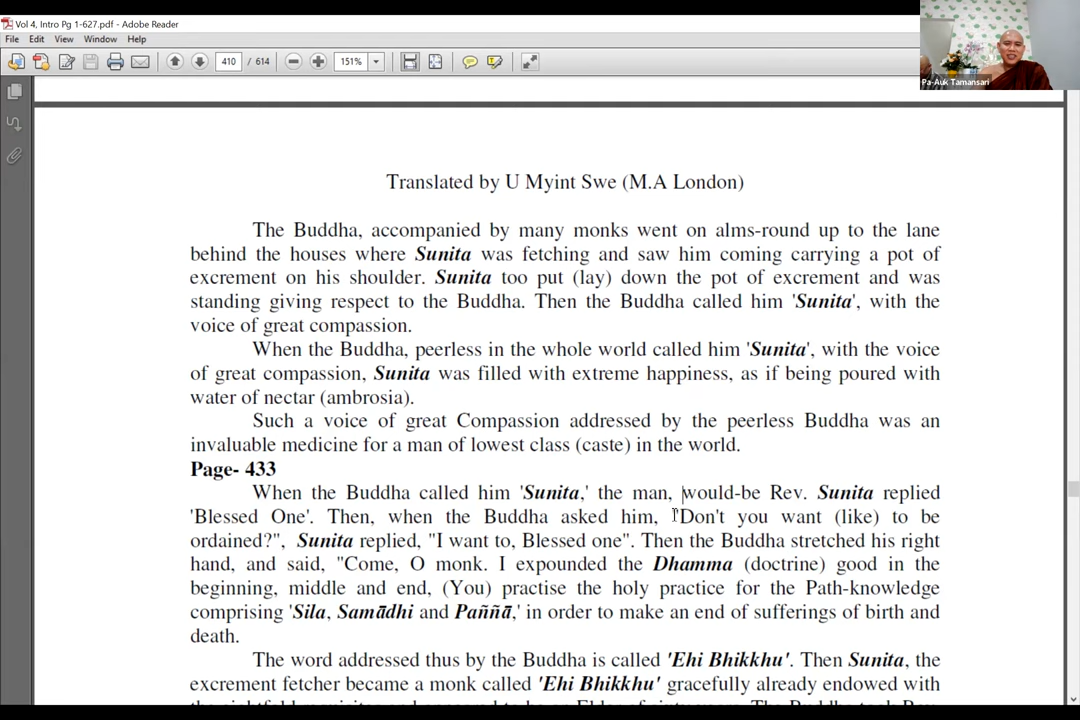 Vol 4, Intro Pg 1-627.pdf - Adobe Reader
File Edit View Window Help
410 / 614 151%
Pa-Auk Tamansari
Translated by U Myint Swe (M.A London)
The Buddha, accompanied by many monks went on alms-round up to the lane
behind the houses where Sunita was fetching and saw him coming carrying a pot of
excrement on his shoulder. Sunita too put (lay) down the pot of excrement and was
standing giving respect to the Buddha. Then the Buddha called him 'Sunita', with the
voice of great compassion.
When the Buddha, peerless in the whole world called him 'Sunita', with the voice
of great compassion, Sunita was filled with extreme happiness, as if being poured with
water of nectar (ambrosia).
Such a voice of great Compassion addressed by the peerless Buddha was an
invaluable medicine for a man of lowest class (caste) in the world.
Page- 433
When the Buddha called him 'Sunita,' the man, would-be Rev. Sunita replied
'Blessed One'. Then, when the Buddha asked him, "Don't you want (like) to be
ordained?", Sunita replied, "I want to, Blessed one". Then the Buddha stretched his right
hand, and said, "Come, O monk. I expounded the Dhamma (doctrine) good in the
beginning, middle and end, (You) practise the holy practice for the Path-knowledge
comprising 'Sila, Samādhi and Paññā,' in order to make an end of sufferings of birth and
death.
The word addressed thus by the Buddha is called 'Ehi Bhikkhu'. Then Sunita, the
excrement fetcher became a monk called 'Ehi Bhikkhu' gracefully already endowed with